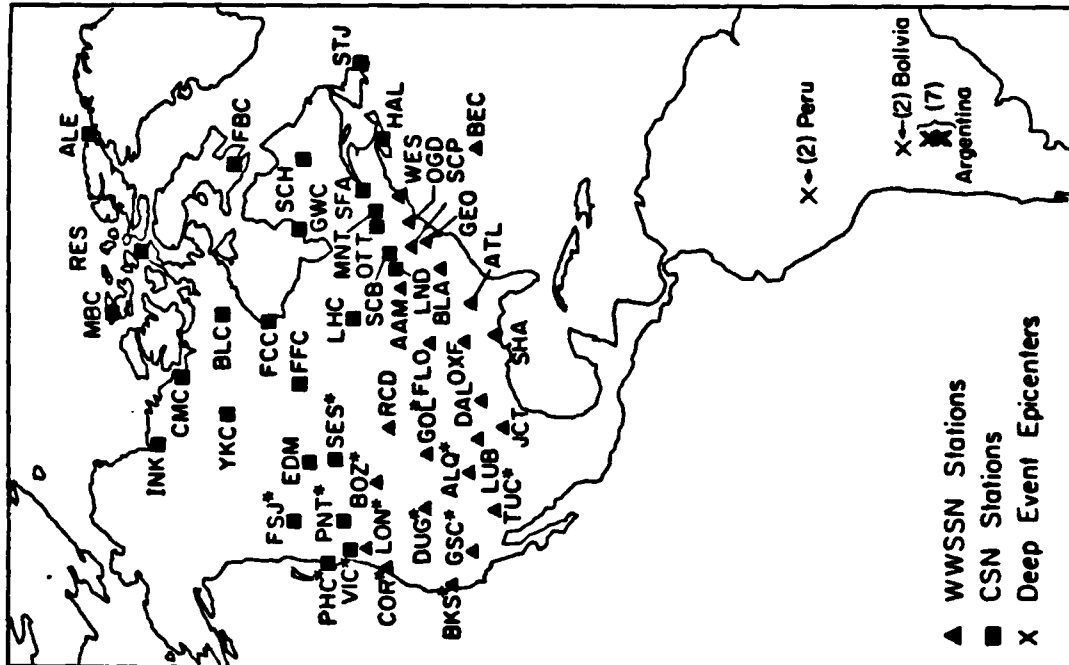 ALE
MBC
RES
FBC
INK
CMC
BLC
YKC
SCH
GWC
STJ
FCC
FFC
LHC
MNT
SFA
OTT
HAL
SCB
WES
OGD
SCP
BEC
FSJ*
EDM
SES*
PNT*
BOZ*
PHC*
VIC*
LON*
COR*
RCD
AAM
LND
GEO
BLA
ATL
FLO
GOL*
DUG*
BKS*
GSC*
ALQ*
DAL
OXF
LUB
TUC*
JCT
SHA
X←(2) Peru
X←(2) Bolivia
} (7)
Argentina
▲ WWSSN Stations
■ CSN Stations
X Deep Event Epicenters